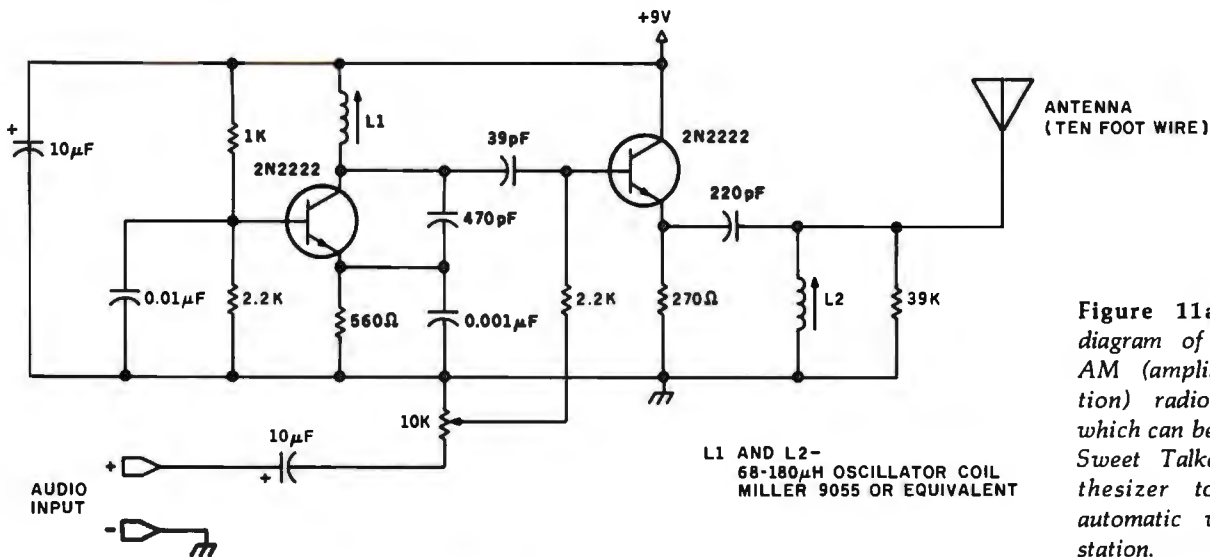 +9V
L1
+
10µF
1K
2N2222
39pF
2N2222
ANTENNA
(TEN FOOT WIRE)
470pF
220pF
0.01µF
2.2K
560Ω
0.001µF
2.2K
270Ω
L2
39K
10K
10µF
+
+
AUDIO
INPUT
-
L1 AND L2-
68-180µH OSCILLATOR COIL
MILLER 9055 OR EQUIVALENT
Figure 11a
diagram of
AM (ampli
tion) radio
which can be
Sweet Talk
thesizer to
automatic
station.